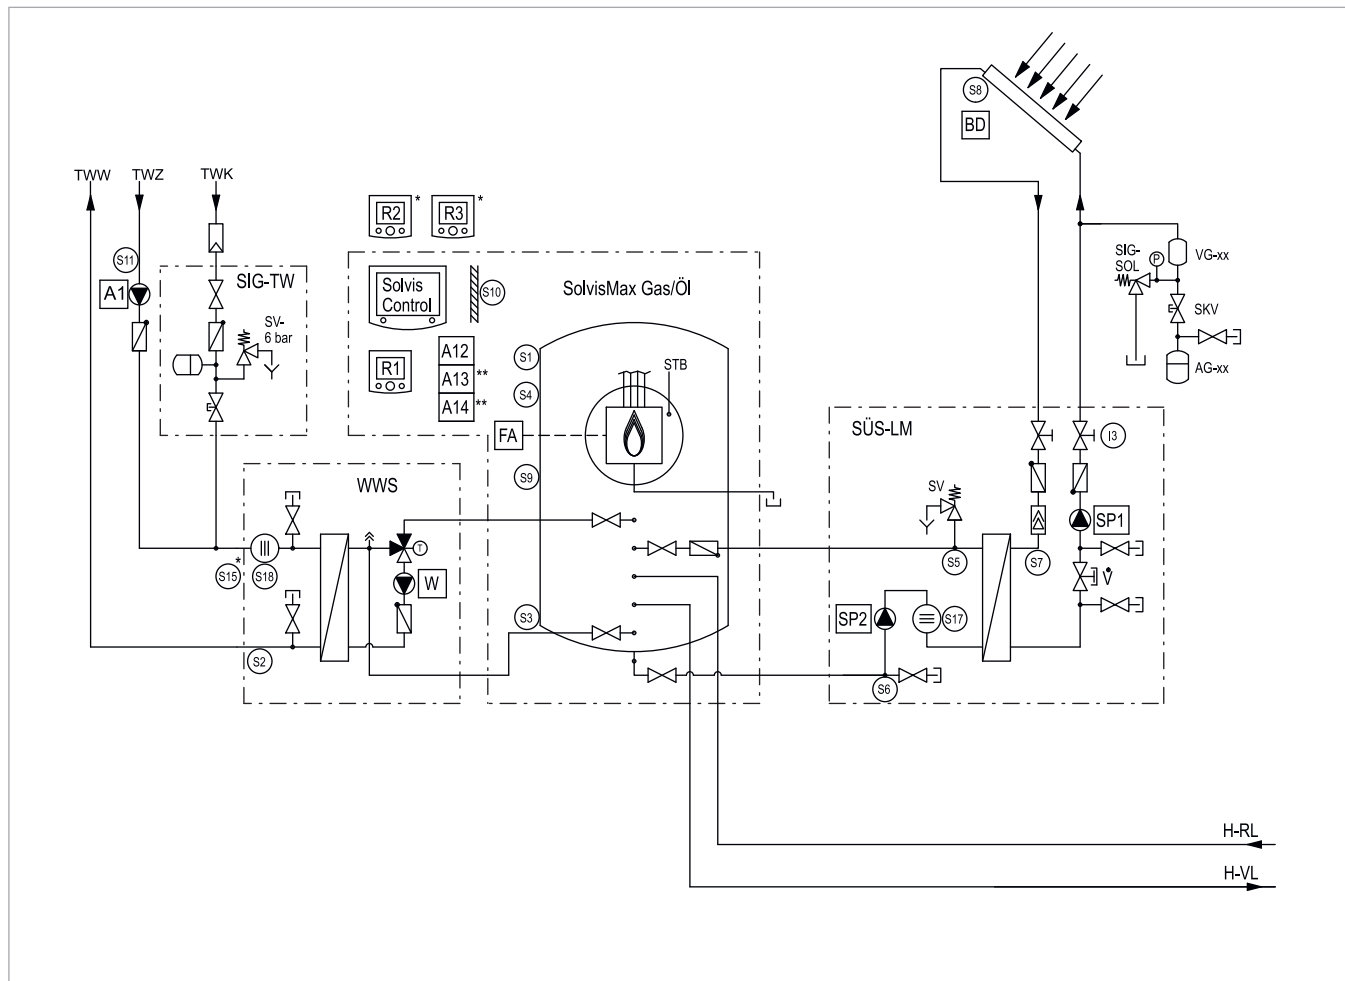 S8
BD
TWW
TWZ
TWK
R2
*
R3
*
S11
A1
SIG-TW
SV-
6 bar
Solvis
Control
S10
SolvisMax Gas/Öl
SIG-
SOL
P
VG-xx
SKV
AG-xx
R1
A12
A13
**
A14
**
S1
S4
STB
FA
S9
SÜS-LM
I3
SV
SP1
WWS
*
S15
S18
T
W
S5
S7
V̇
S3
SP2
S17
S2
S6
H-RL
H-VL